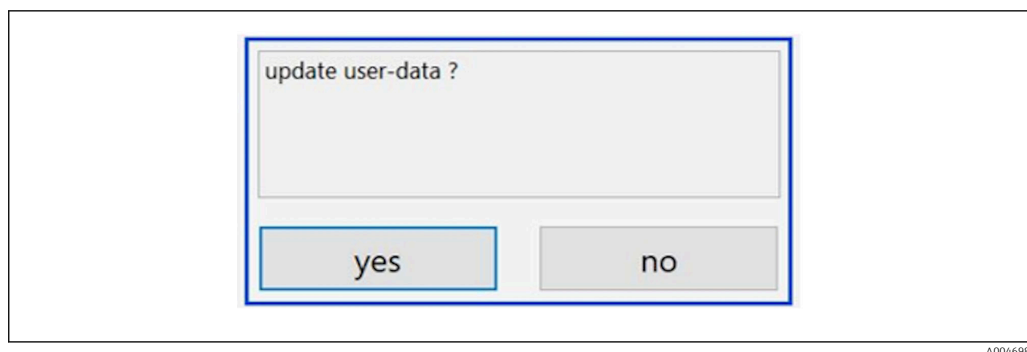 update user-data ?
yes
no